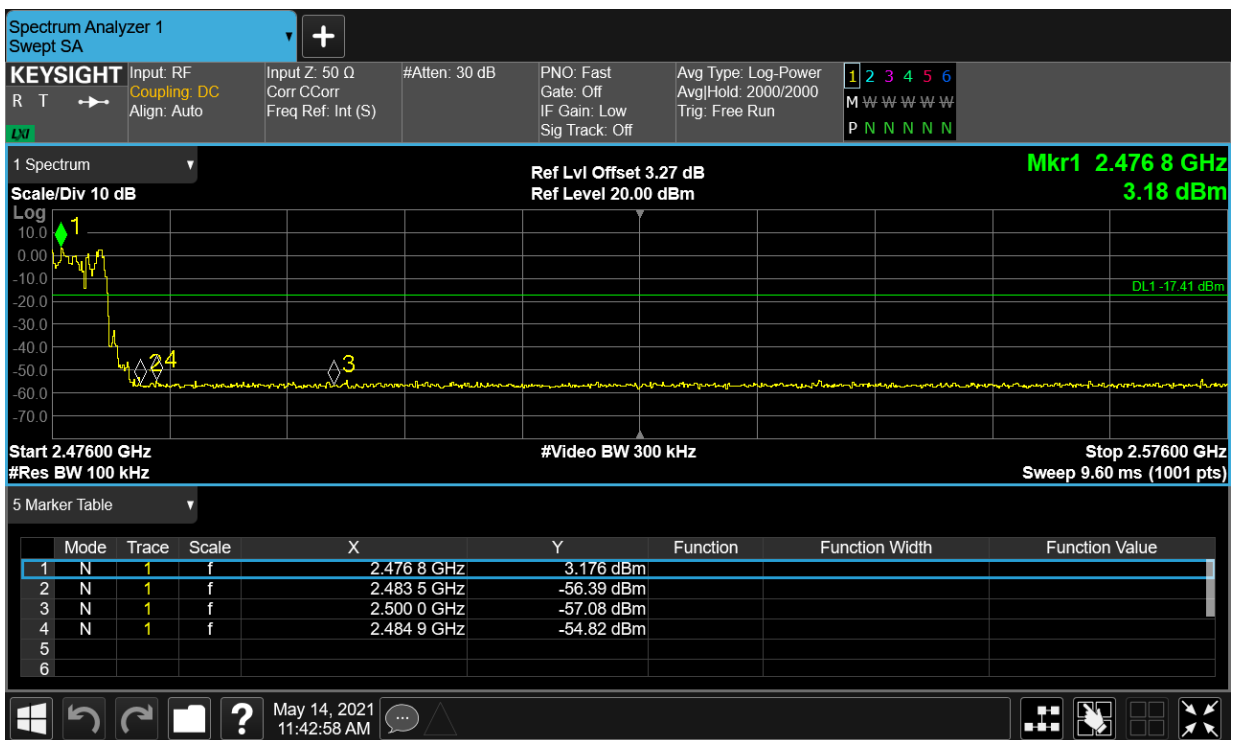 Spectrum Analyzer 1
Swept SA
KEYSIGHT
R T
LXI
Input: RF
Coupling: DC
Align: Auto
Input Z: 50 Ω
Corr CCorr
Freq Ref: Int (S)
#Atten: 30 dB
PNO: Fast
Gate: Off
IF Gain: Low
Sig Track: Off
Avg Type: Log-Power
Avg|Hold: 2000/2000
Trig: Free Run
1 2 3 4 5 6
M W W W W W
P N N N N N
1 Spectrum
Scale/Div 10 dB
Ref Lvl Offset 3.27 dB
Ref Level 20.00 dBm
Mkr1 2.476 8 GHz
3.18 dBm
Log
10.0
0.00
-10.0
-20.0
-30.0
-40.0
-50.0
-60.0
-70.0
1
2 4
3
DL1 -17.41 dBm
Start 2.47600 GHz
#Res BW 100 kHz
#Video BW 300 kHz
Stop 2.57600 GHz
Sweep 9.60 ms (1001 pts)
5 Marker Table
Mode Trace Scale X Y Function Function Width Function Value
1 N 1 f 2.476 8 GHz 3.176 dBm
2 N 1 f 2.483 5 GHz -56.39 dBm
3 N 1 f 2.500 0 GHz -57.08 dBm
4 N 1 f 2.484 9 GHz -54.82 dBm
5
6
?
May 14, 2021
11:42:58 AM